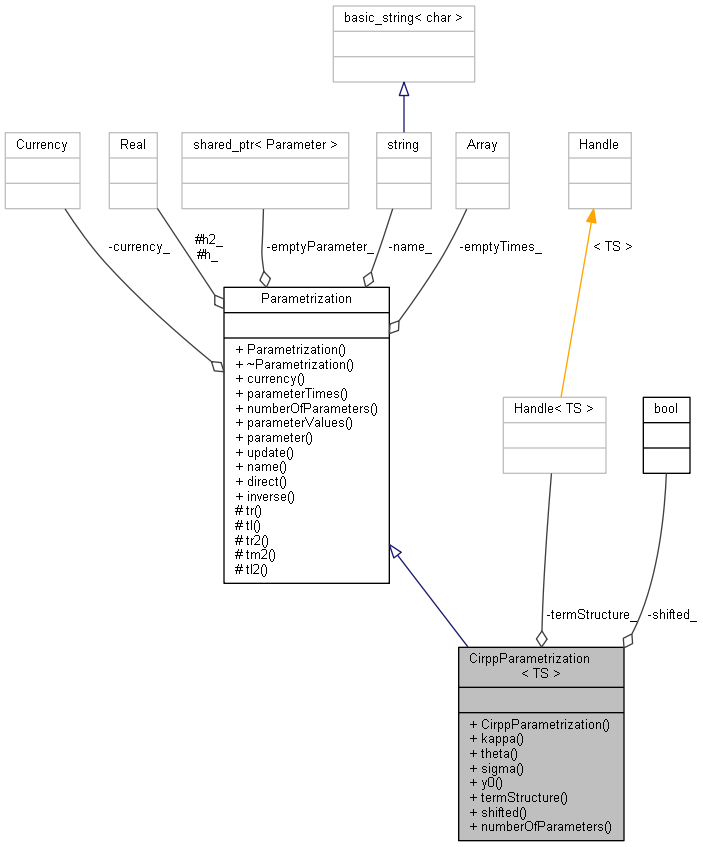 basic_string< char >
Currency
Real
shared_ptr< Parameter >
string
Array
Handle
-currency_
#h2_
#h_
-emptyParameter_
-name_
-emptyTimes_
< TS >
Parametrization
+ Parametrization()
+ ~Parametrization()
+ currency()
+ parameterTimes()
+ numberOfParameters()
+ parameterValues()
+ parameter()
+ update()
+ name()
+ direct()
+ inverse()
# tr()
# tl()
# tr2()
# tm2()
# tl2()
Handle< TS >
bool
-termStructure_
-shifted_
CirppParametrization
< TS >
+ CirppParametrization()
+ kappa()
+ theta()
+ sigma()
+ y0()
+ termStructure()
+ shifted()
+ numberOfParameters()